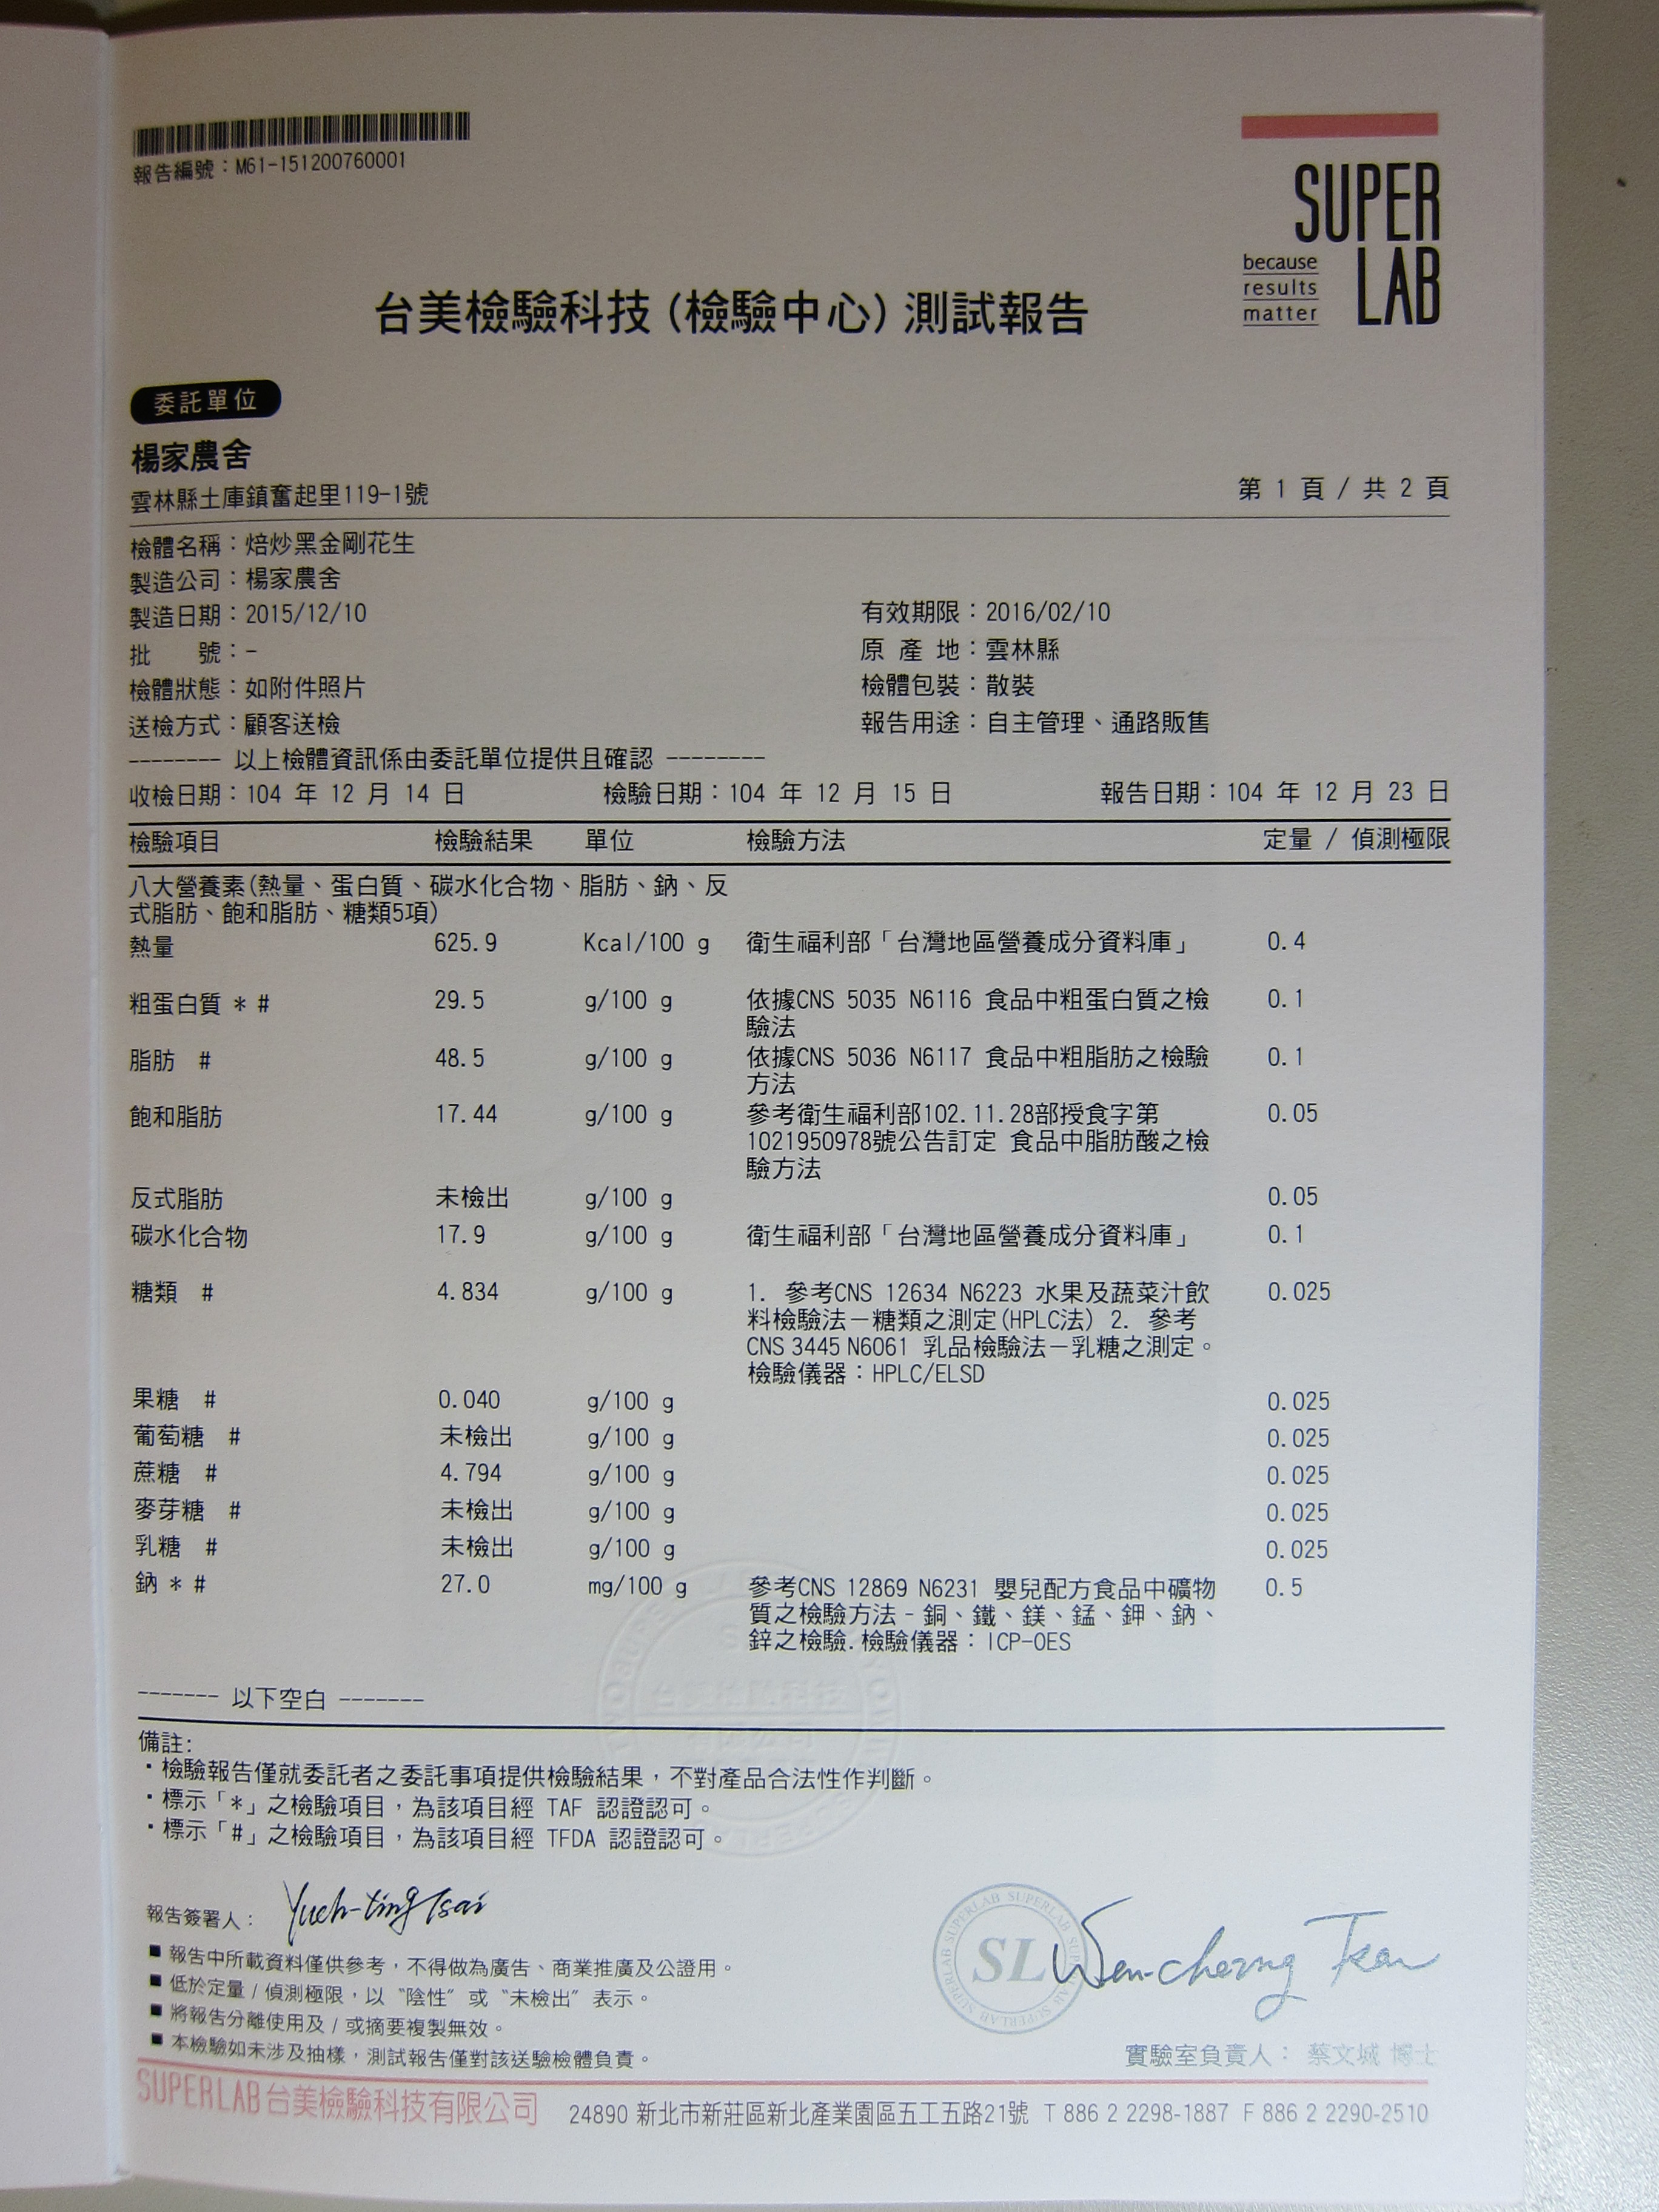 報告編號：M61-151200760001
SUPER
LAB
because
results
matter
台美檢驗科技(檢驗中心)測試報告
委託單位
楊家農舍
雲林縣土庫鎮奮起里119-1號
第 1 頁 / 共 2 頁
檢體名稱：焙炒黑金剛花生
製造公司：楊家農舍
製造日期：2015/12/10 有效期限：2016/02/10
批 號：- 原 產 地：雲林縣
檢體狀態：如附件照片 檢體包裝：散裝
送檢方式：顧客送檢 報告用途：自主管理、通路販售
-------- 以上檢體資訊係由委託單位提供且確認 --------
收檢日期：104 年 12 月 14 日 檢驗日期：104 年 12 月 15 日 報告日期：104 年 12 月 23 日
檢驗項目 檢驗結果 單位 檢驗方法 定量 / 偵測極限
八大營養素(熱量、蛋白質、碳水化合物、脂肪、鈉、反
式脂肪、飽和脂肪、糖類5項)
熱量 625.9 Kcal/100 g 衛生福利部「台灣地區營養成分資料庫」 0.4
粗蛋白質 * # 29.5 g/100 g 依據CNS 5035 N6116 食品中粗蛋白質之檢 0.1
驗法
脂肪 # 48.5 g/100 g 依據CNS 5036 N6117 食品中粗脂肪之檢驗 0.1
方法
飽和脂肪 17.44 g/100 g 參考衛生福利部102.11.28部授食字第 0.05
1021950978號公告訂定 食品中脂肪酸之檢
驗方法
反式脂肪 未檢出 g/100 g 0.05
碳水化合物 17.9 g/100 g 衛生福利部「台灣地區營養成分資料庫」 0.1
糖類 # 4.834 g/100 g 1. 參考CNS 12634 N6223 水果及蔬菜汁飲 0.025
料檢驗法－糖類之測定(HPLC法) 2. 參考
CNS 3445 N6061 乳品檢驗法－乳糖之測定。
檢驗儀器：HPLC/ELSD
果糖 # 0.040 g/100 g 0.025
葡萄糖 # 未檢出 g/100 g 0.025
蔗糖 # 4.794 g/100 g 0.025
麥芽糖 # 未檢出 g/100 g 0.025
乳糖 # 未檢出 g/100 g 0.025
鈉 * # 27.0 mg/100 g 參考CNS 12869 N6231 嬰兒配方食品中礦物 0.5
質之檢驗方法－銅、鐵、鎂、錳、鉀、鈉、
鋅之檢驗.檢驗儀器：ICP-OES
------- 以下空白 -------
備註:
・檢驗報告僅就委託者之委託事項提供檢驗結果，不對產品合法性作判斷。
・標示「*」之檢驗項目，為該項目經 TAF 認證認可。
・標示「#」之檢驗項目，為該項目經 TFDA 認證認可。
報告簽署人： Yueh-ting Tsai
SL
Wen-cherng Tsai
■ 報告中所載資料僅供參考，不得做為廣告、商業推廣及公證用。
■ 低於定量 / 偵測極限，以 “陰性” 或 “未檢出” 表示。
■ 將報告分離使用及 / 或摘要複製無效。
■ 本檢驗如未涉及抽樣，測試報告僅對該送驗檢體負責。
實驗室負責人： 蔡文城 博士
SUPERLAB 台美檢驗科技有限公司 24890 新北市新莊區新北產業園區五工五路21號 T 886 2 2298-1887 F 886 2 2290-2510